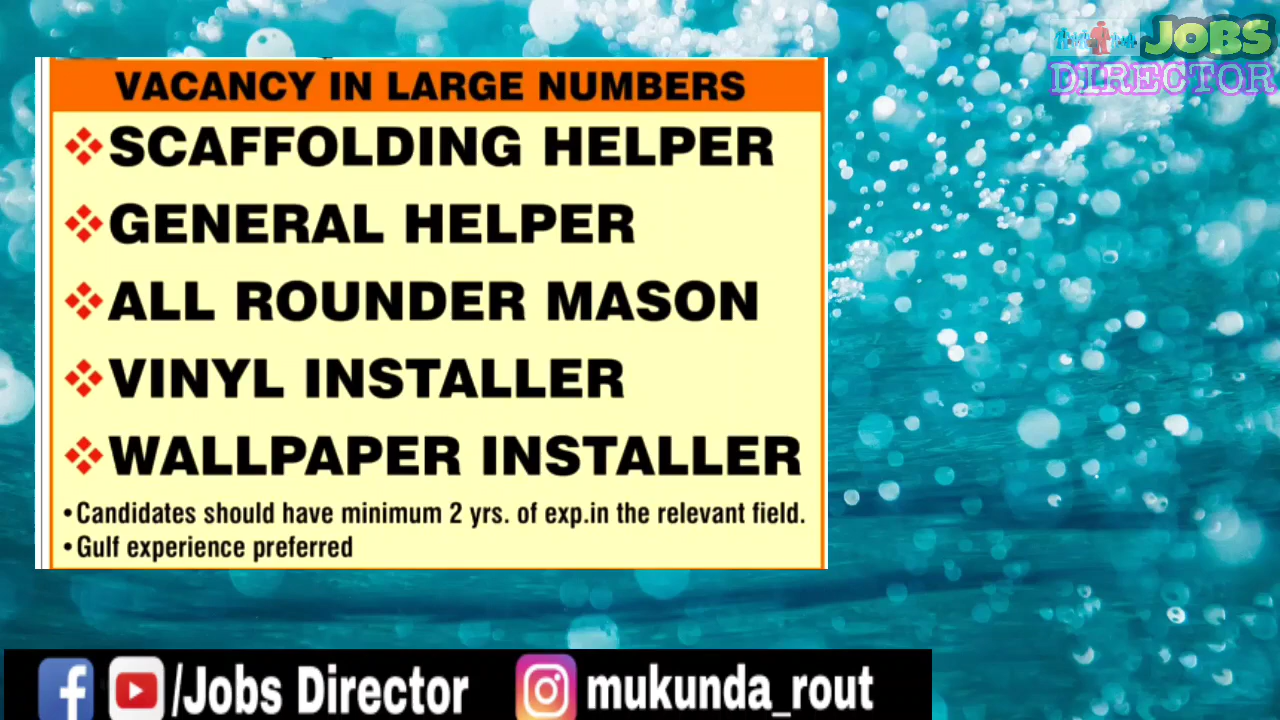 JOBS
DIRECTOR
VACANCY IN LARGE NUMBERS
❖SCAFFOLDING HELPER
❖GENERAL HELPER
❖ALL ROUNDER MASON
❖VINYL INSTALLER
❖WALLPAPER INSTALLER
•Candidates should have minimum 2 yrs. of exp.in the relevant field.
•Gulf experience preferred
/Jobs Director mukunda_rout